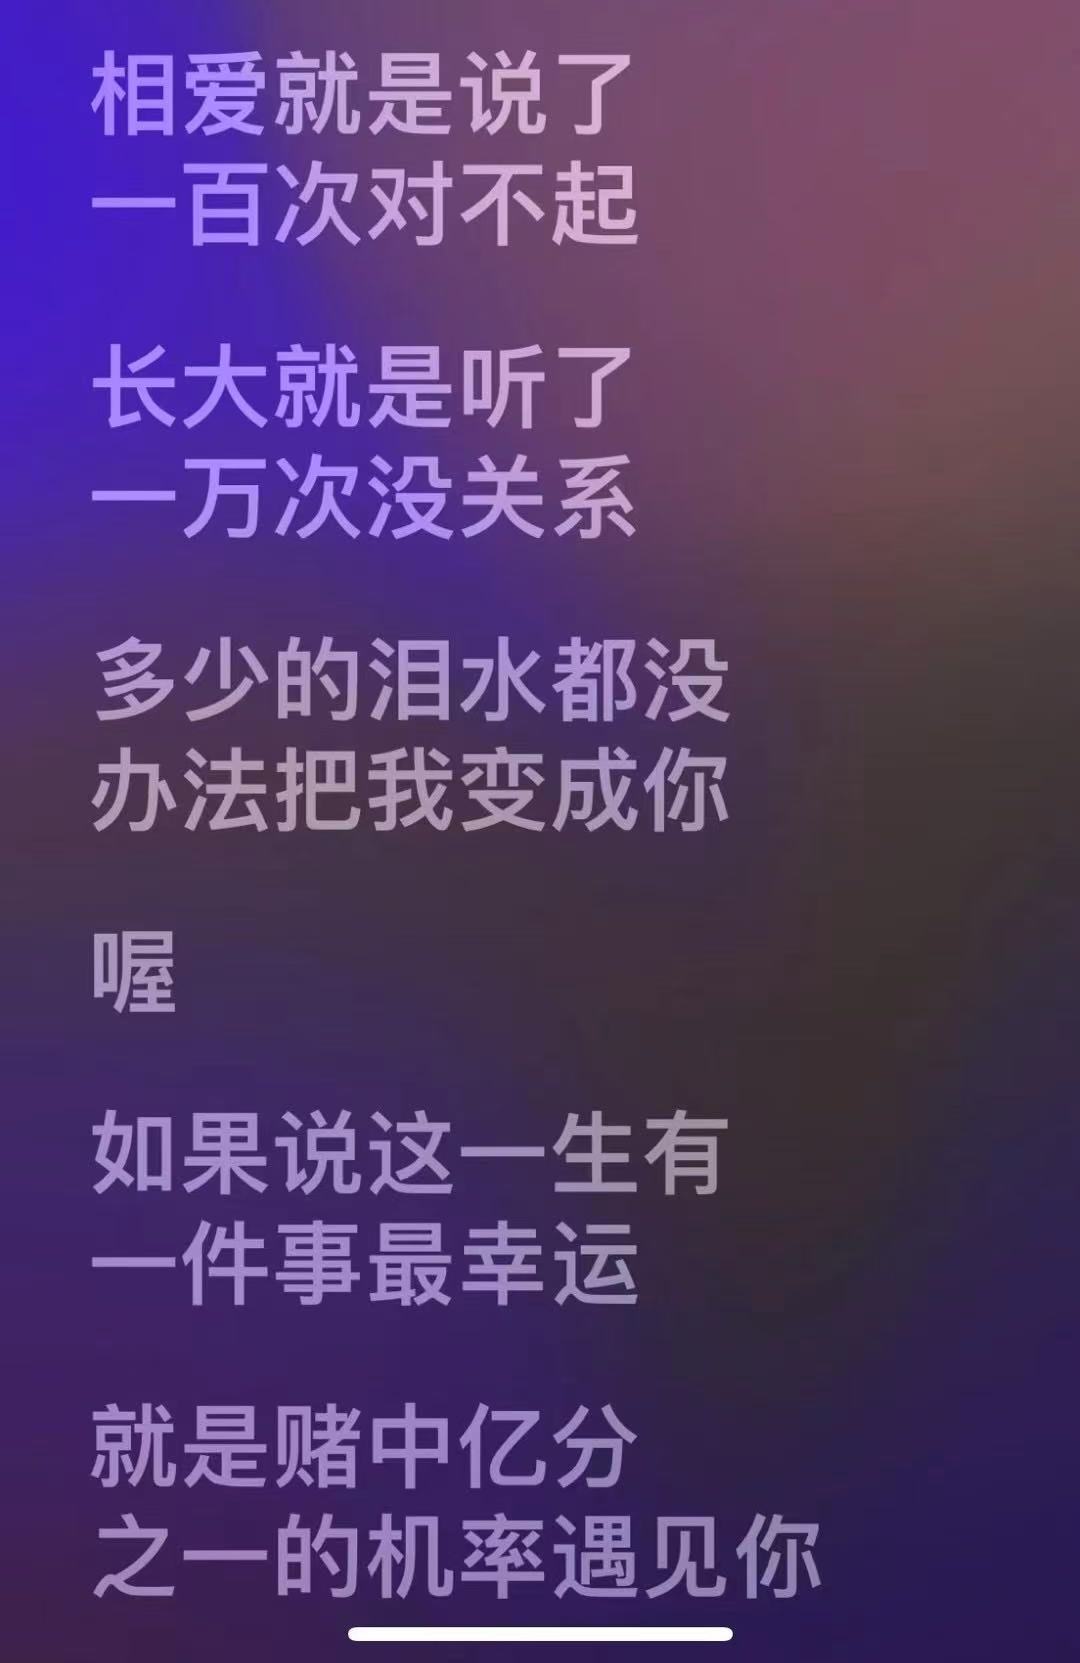 相爱就是说了
一百次对不起
长大就是听了
一万次没关系
多少的泪水都没
办法把我变成你
喔
如果说这一生有
一件事最幸运
就是赌中亿分
之一的机率遇见你